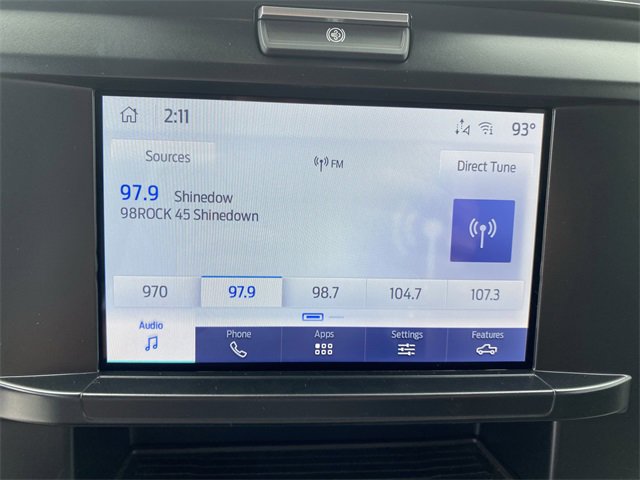 2:11
93°
Sources
FM
Direct Tune
97.9 Shinedow
98ROCK 45 Shinedown
970 97.9 98.7 104.7 107.3
Audio Phone Apps Settings Features